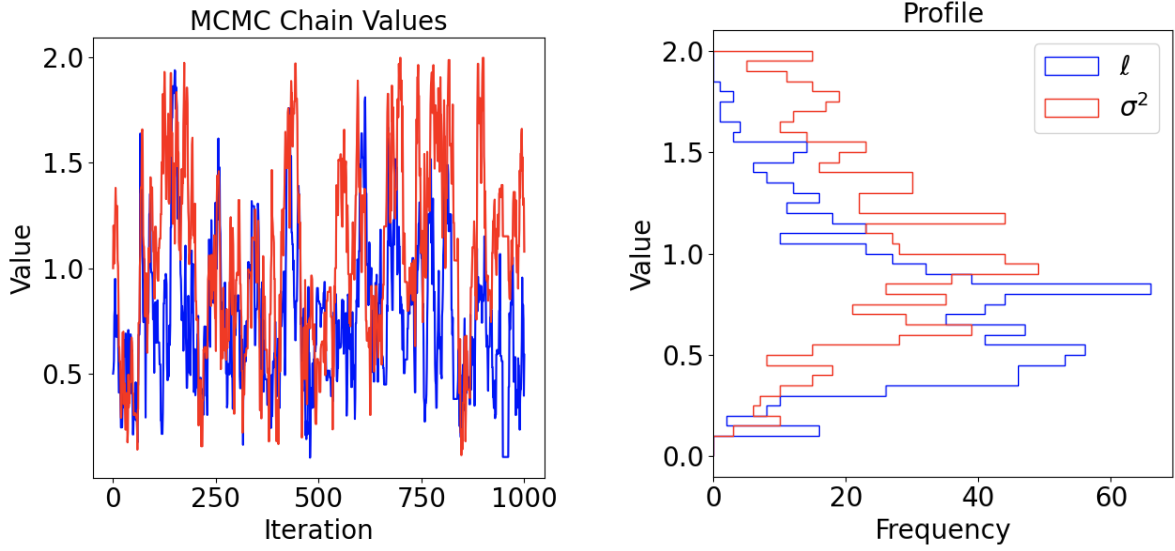 MCMC Chain Values
Value
2.0
1.5
1.0
0.5
0
250
500
750
1000
Iteration
Profile
Value
2.0
1.5
1.0
0.5
0.0
0
20
40
60
Frequency
ℓ
σ²